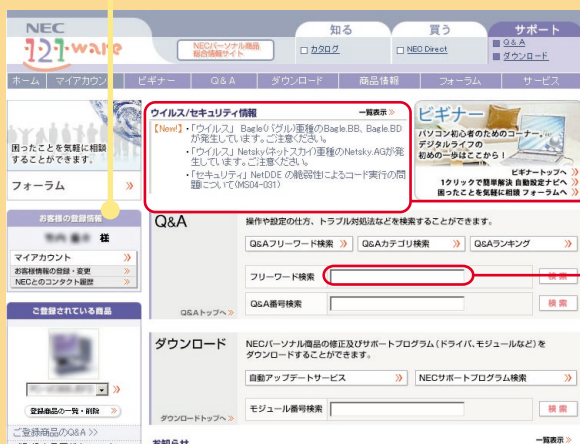 NEC
121ware
NECパーソナル商品
総合情報サイト
知る
カタログ
買う
NEC Direct
サポート
Q&A
ダウンロード
ホーム マイアカウント ビギナー Q&A ダウンロード 商品情報 フォーラム サービス
困ったことを気軽に相談
することができます。
フォーラム »
ウイルス/セキュリティ情報 一覧表示 »
【New!】・「ウイルス」 Bagle(バグル)亜種のBagle.BB、Bagle.BD
が発生しています。ご注意ください。
・「ウイルス」 Netsky(ネットスカイ)亜種のNetsky.AGが発
生しています。ご注意ください。
・「セキュリティ」 NetDDE の脆弱性によるコード実行の問
題について(MS04-031)
ビギナー
パソコン初心者のためのコーナー。
デジタルライフの
初めの一歩はここから!
ビギナートップへ »
1クリックで簡単解決 自動設定ナビへ »
困ったことを気軽に相談 フォーラムへ »
お客様の登録情報
様
マイアカウント »
お客様情報の登録・変更 »
NECとのコンタクト履歴 »
ご登録されている商品
»
登録商品の一覧・削除 »
ご登録商品のQ&A >>
Q&A
操作や設定の仕方、トラブル対処法などを検索することができます。
Q&Aフリーワード検索 » Q&Aカテゴリ検索 » Q&Aランキング »
フリーワード検索 検索
Q&A番号検索 検索
Q&Aトップへ »
ダウンロード
NECパーソナル商品の修正及びサポートプログラム(ドライバ、モジュールなど)を
ダウンロードすることができます。
自動アップデートサービス » NECサポートプログラム検索 »
モジュール番号検索 検索
ダウンロードトップへ »
お知らせ 一覧表示 »